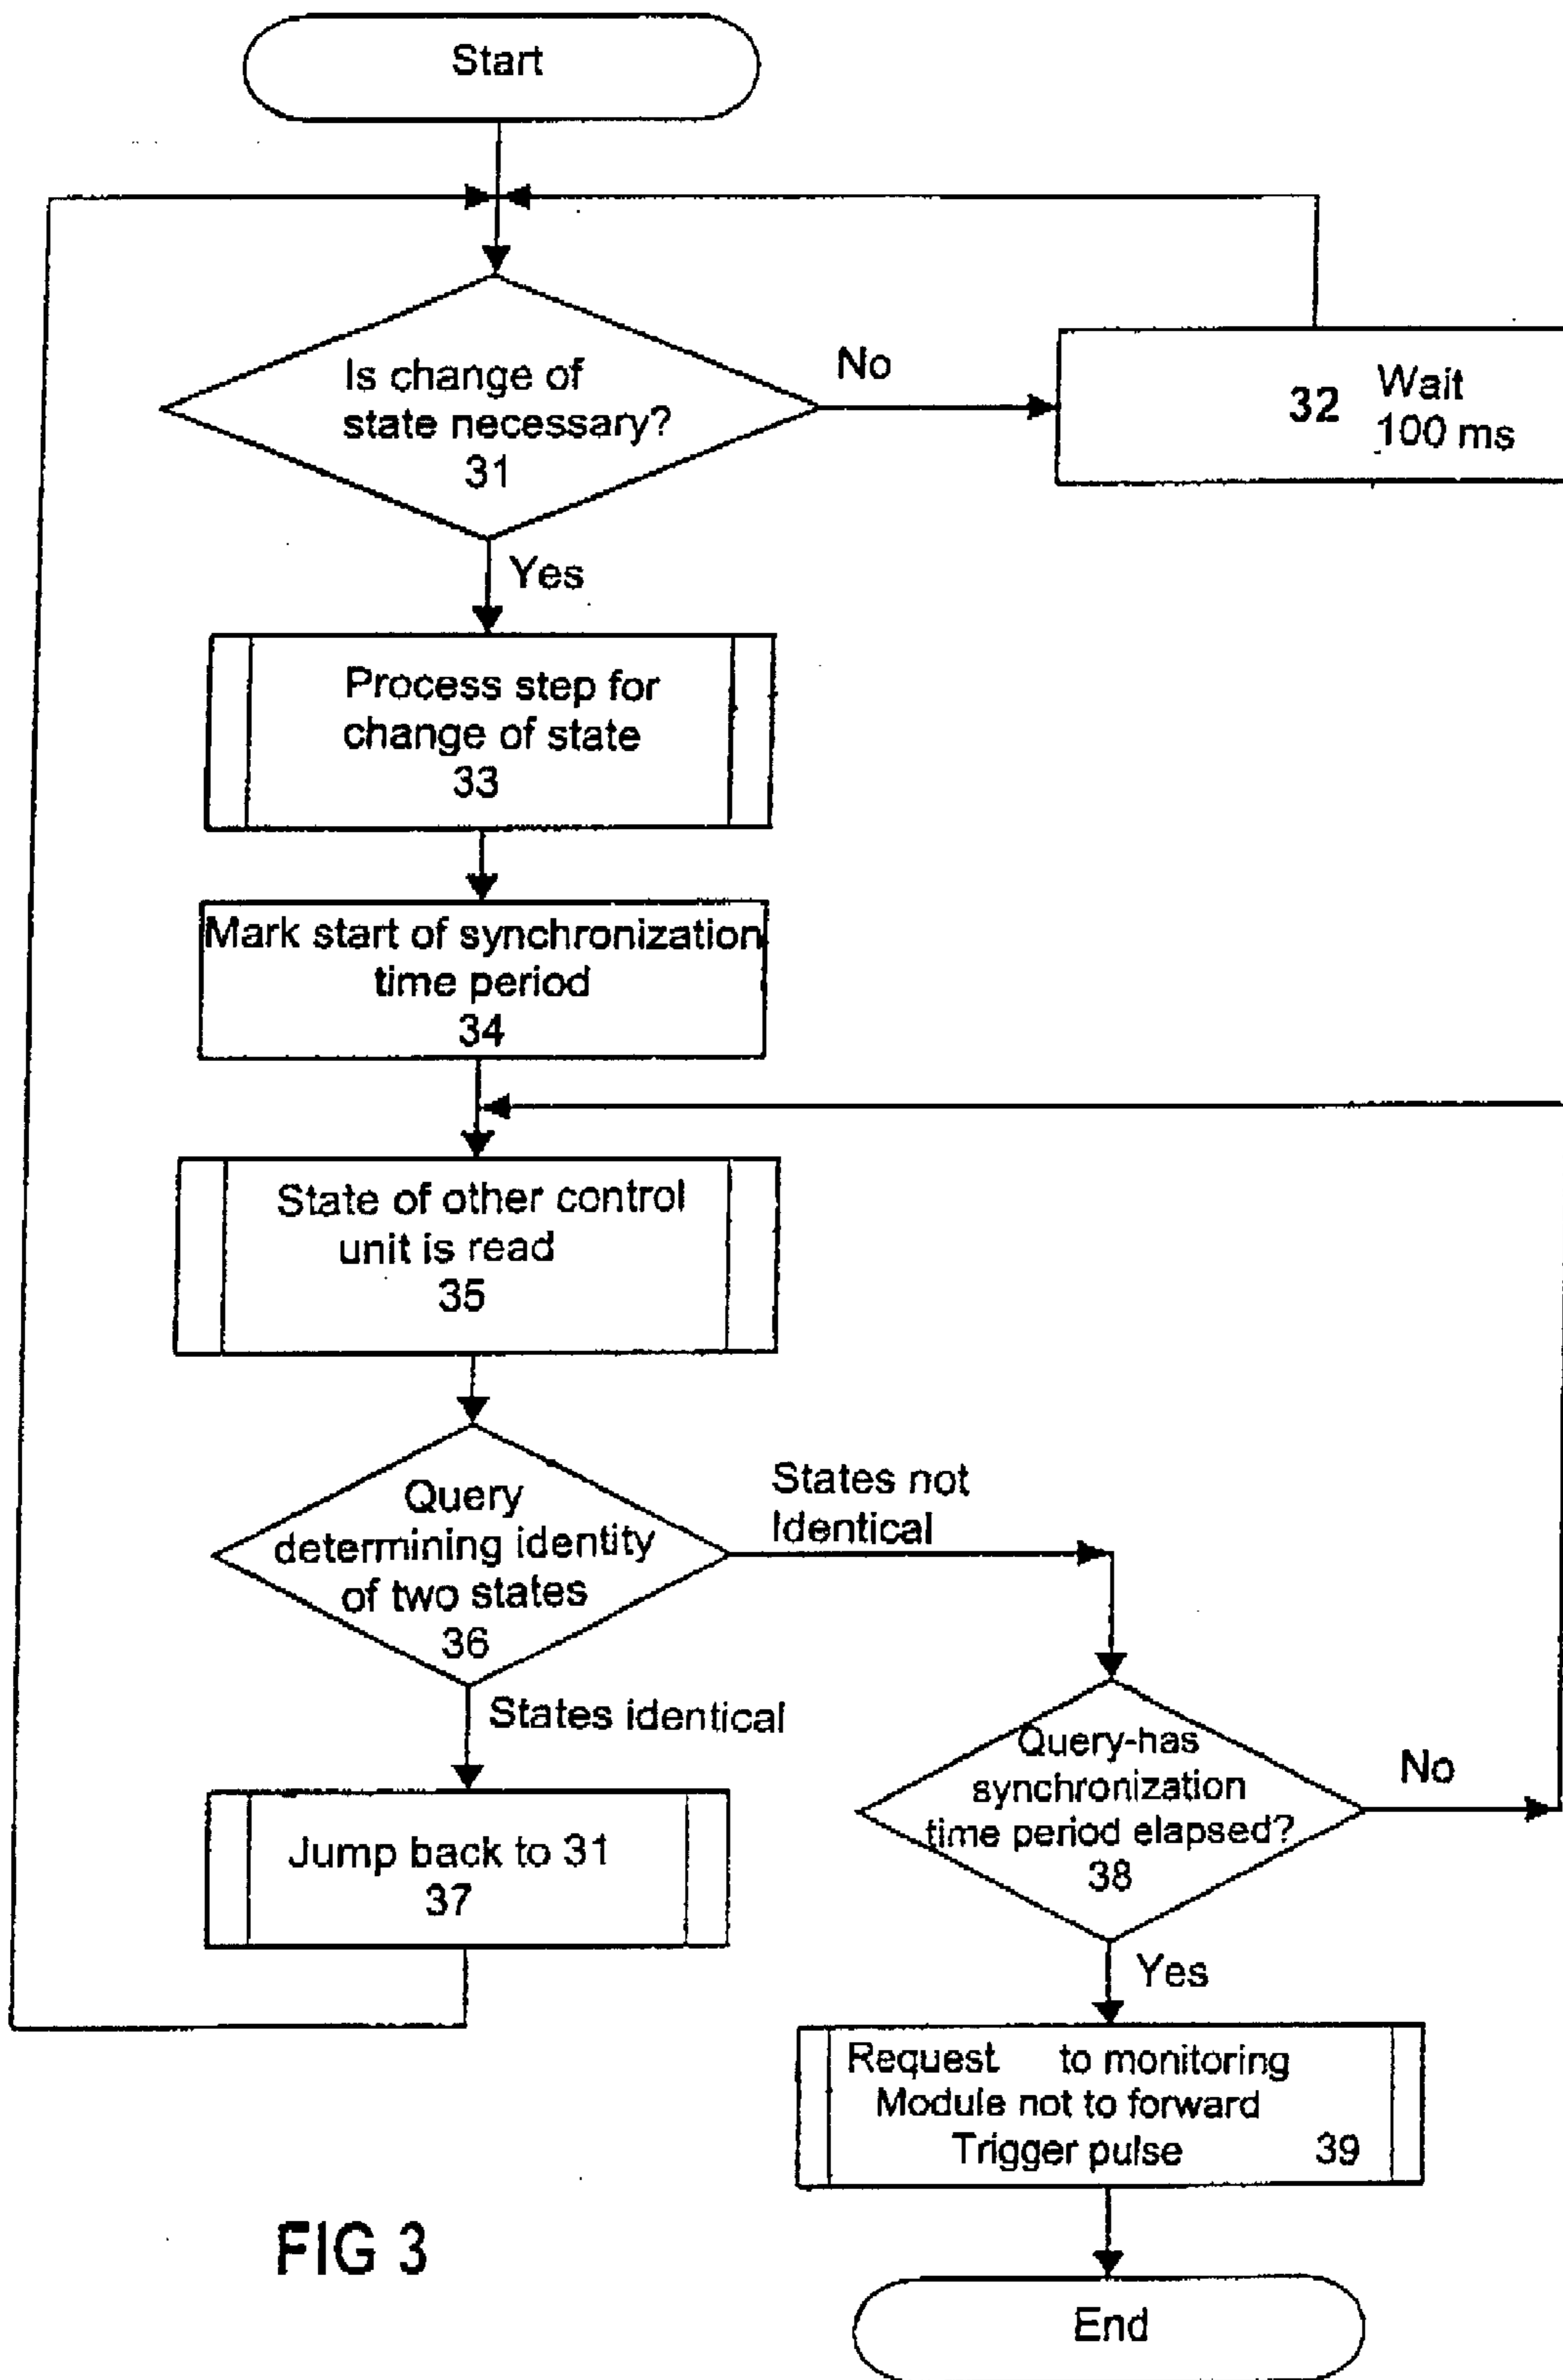 Start
Is change of
state necessary?
31
No
32 Wait
100 ms
Yes
Process step for
change of state
33
Mark start of synchronization
time period
34
State of other control
unit is read
35
Query
determining identity
of two states
36
States not
Identical
States identical
Jump back to 31
37
Query-has
synchronization
time period elapsed?
38
No
Yes
Request to monitoring
Module not to forward
Trigger pulse 39
End
FIG 3